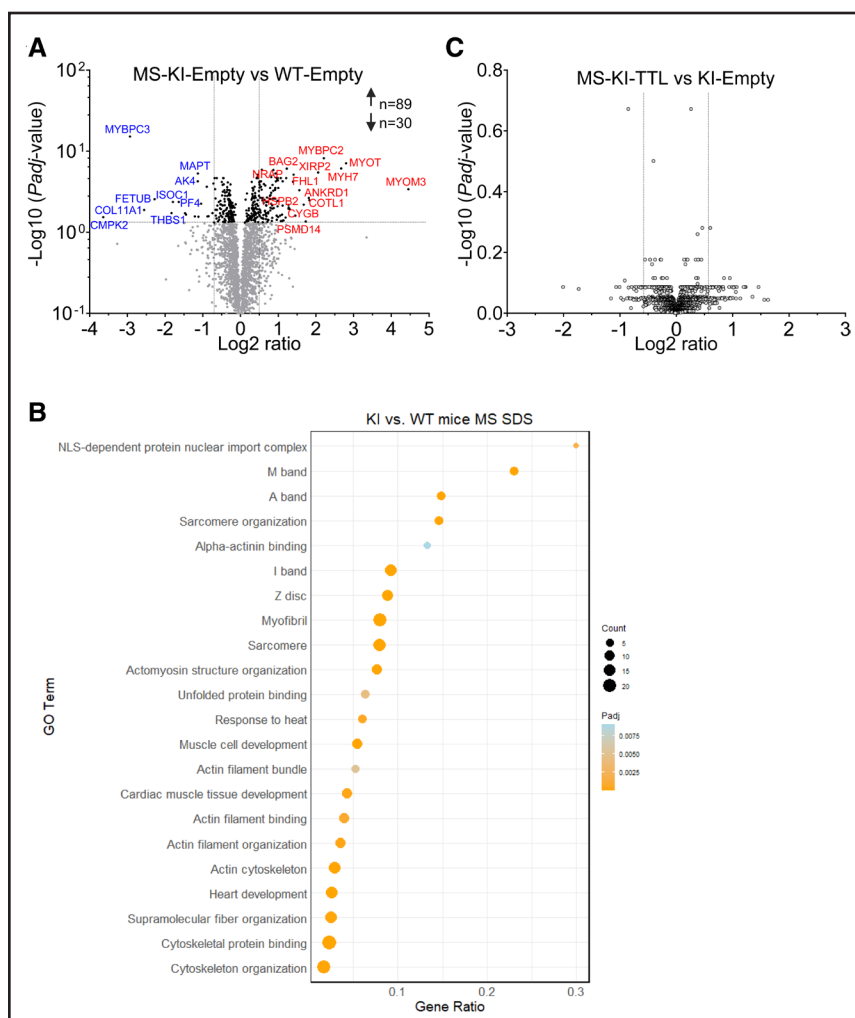 A
MS-KI-Empty vs WT-Empty
n=89
n=30
-Log10 (Padj-value)
10²
10¹
10⁰
10⁻¹
MYBPC3
MAPT
AK4
FETUB
ISOC1
PF4
COL11A1
THBS1
CMPK2
MYBPC2
BAG2
XIRP2
MYOT
NRAP
MYH7
FHL1
MYOM3
ANKRD1
COTL1
CYGB
PSMD14
-4 -3 -2 -1 0 1 2 3 4 5
Log2 ratio
C
MS-KI-TTL vs KI-Empty
-Log10 (Padj-value)
0.8
0.6
0.4
0.2
0.0
-3 -2 -1 0 1 2 3
Log2 ratio
B
KI vs. WT mice MS SDS
GO Term
NLS-dependent protein nuclear import complex
M band
A band
Sarcomere organization
Alpha-actinin binding
I band
Z disc
Myofibril
Sarcomere
Actomyosin structure organization
Unfolded protein binding
Response to heat
Muscle cell development
Actin filament bundle
Cardiac muscle tissue development
Actin filament binding
Actin filament organization
Actin cytoskeleton
Heart development
Supramolecular fiber organization
Cytoskeletal protein binding
Cytoskeleton organization
0.1 0.2 0.3
Gene Ratio
Count
5
10
15
20
Padj
0.0075
0.0050
0.0025